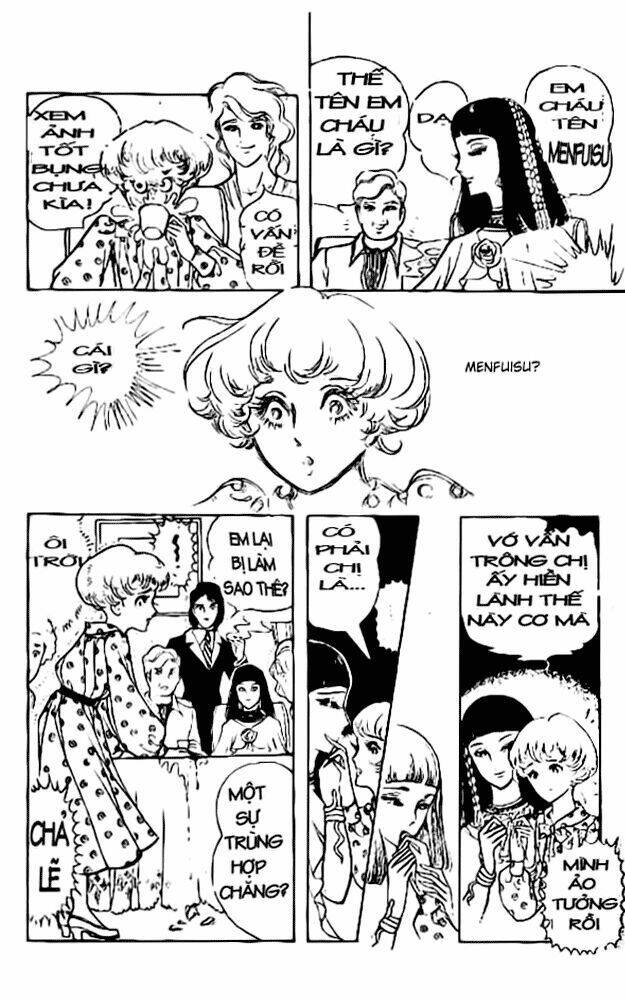 XEM
ẢNH
TỐT
BỤNG
CHƯA
KÌA!
CÓ
VẤN
ĐỀ
RỒI
THẾ
TÊN EM
CHÁU
LÀ GÌ?
DẠ
EM
CHÁU
TÊN
MENFUISU
CÁI
GÌ?
MENFUISU?
ÔI
TRỜI
!
EM LẠI
BỊ LÀM
SAO THẾ?
CHẢ
LẼ
MỘT
SỰ
TRÙNG
HỢP
CHĂNG?
CÓ
PHẢI
CHỊ
LÀ...
VỚ VẨN
TRÔNG CHỊ
ẤY HIỀN
LÀNH THẾ
NÀY CƠ MÀ
MÌNH
ẢO
TƯỞNG
RỒI